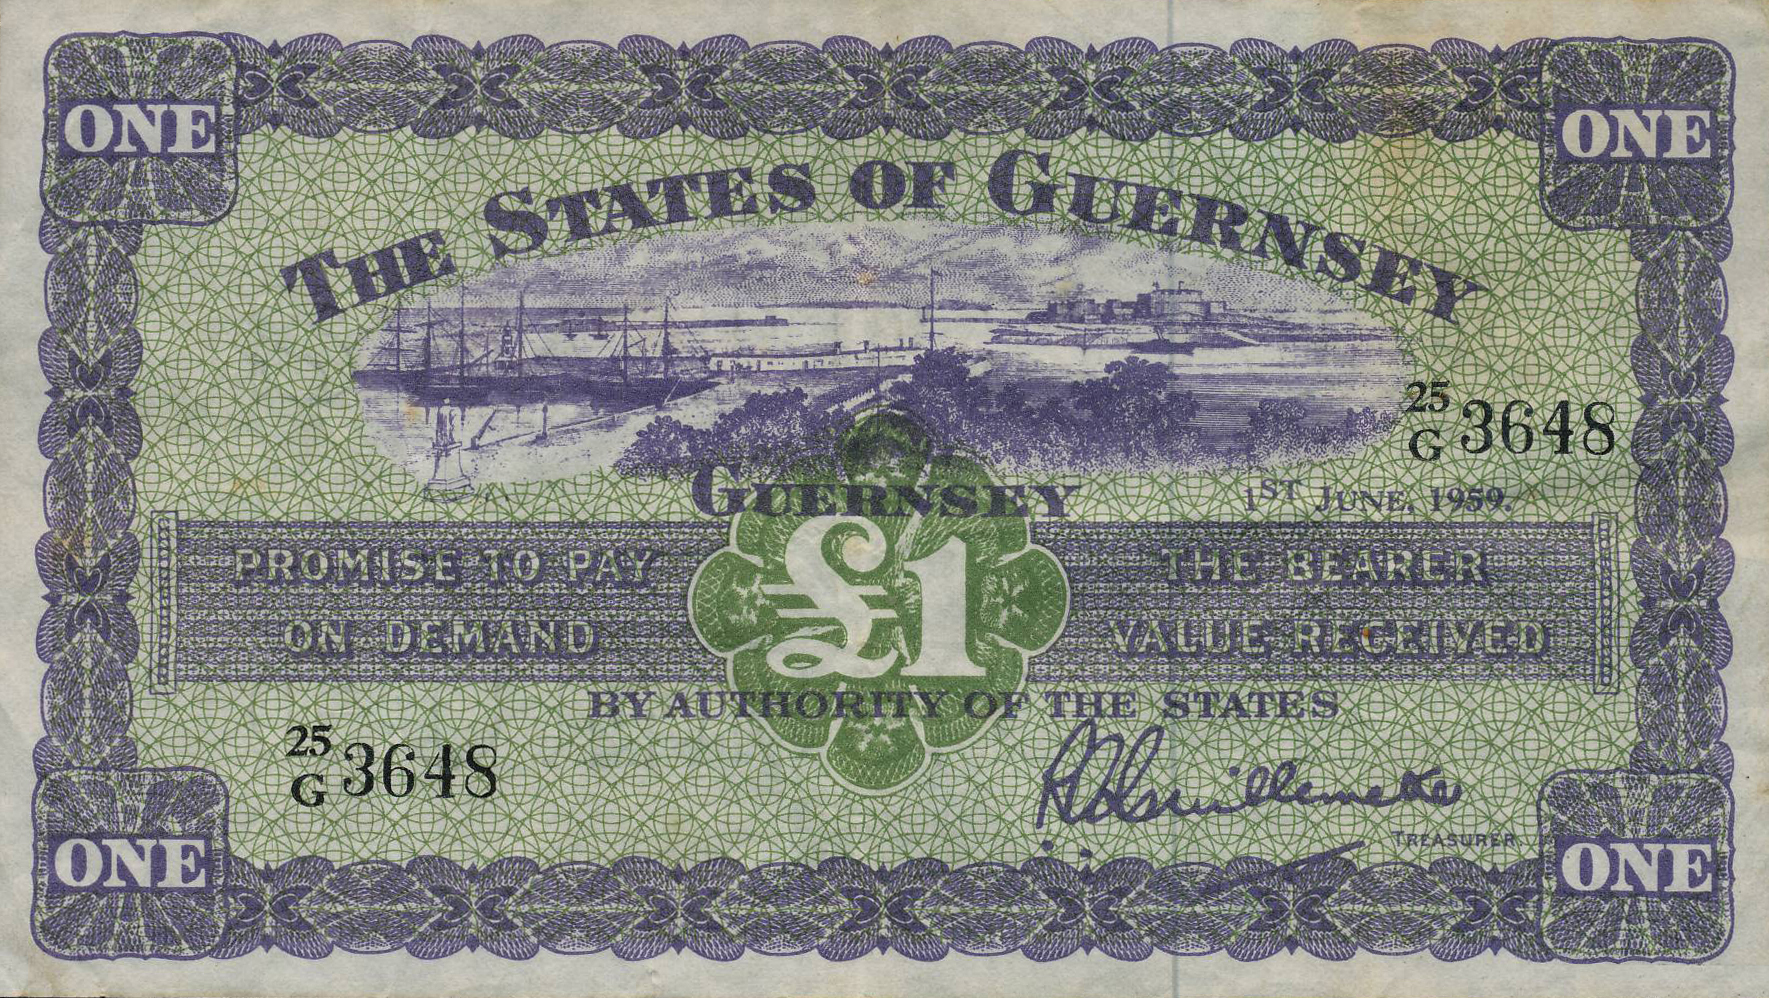 ONE
ONE
THE STATES OF GUERNSEY
25
G 3648
GUERNSEY
1ST JUNE, 1959.
PROMISE TO PAY £1 THE BEARER
ON DEMAND VALUE RECEIVED
BY AUTHORITY OF THE STATES
25
G 3648
TREASURER
ONE
ONE